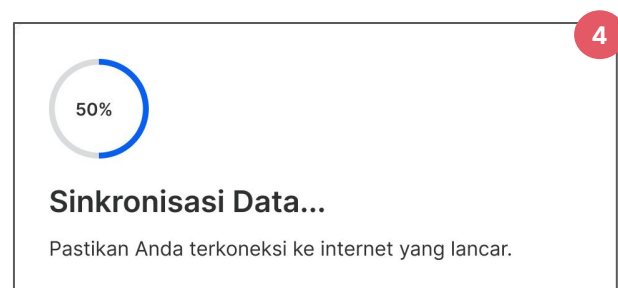 4
50%
Sinkronisasi Data...
Pastikan Anda terkoneksi ke internet yang lancar.